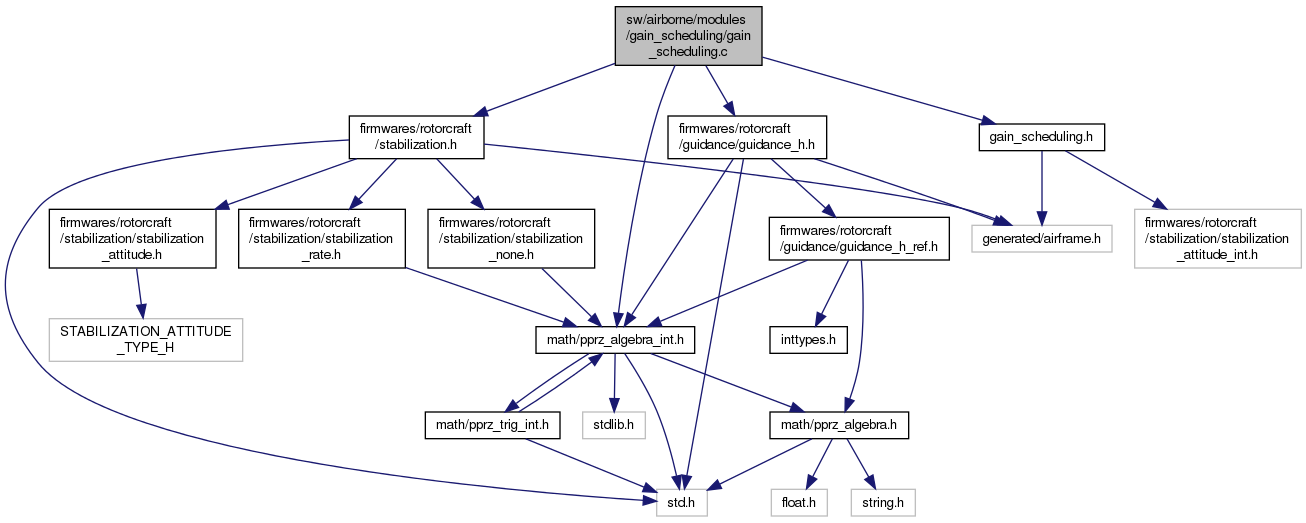 sw/airborne/modules
/gain_scheduling/gain
_scheduling.c
firmwares/rotorcraft
/stabilization.h
firmwares/rotorcraft
/guidance/guidance_h.h
gain_scheduling.h
firmwares/rotorcraft
/stabilization/stabilization
_attitude.h
firmwares/rotorcraft
/stabilization/stabilization
_rate.h
firmwares/rotorcraft
/stabilization/stabilization
_none.h
firmwares/rotorcraft
/guidance/guidance_h_ref.h
generated/airframe.h
firmwares/rotorcraft
/stabilization/stabilization
_attitude_int.h
STABILIZATION_ATTITUDE
_TYPE_H
math/pprz_algebra_int.h
inttypes.h
math/pprz_trig_int.h
stdlib.h
math/pprz_algebra.h
std.h
float.h
string.h